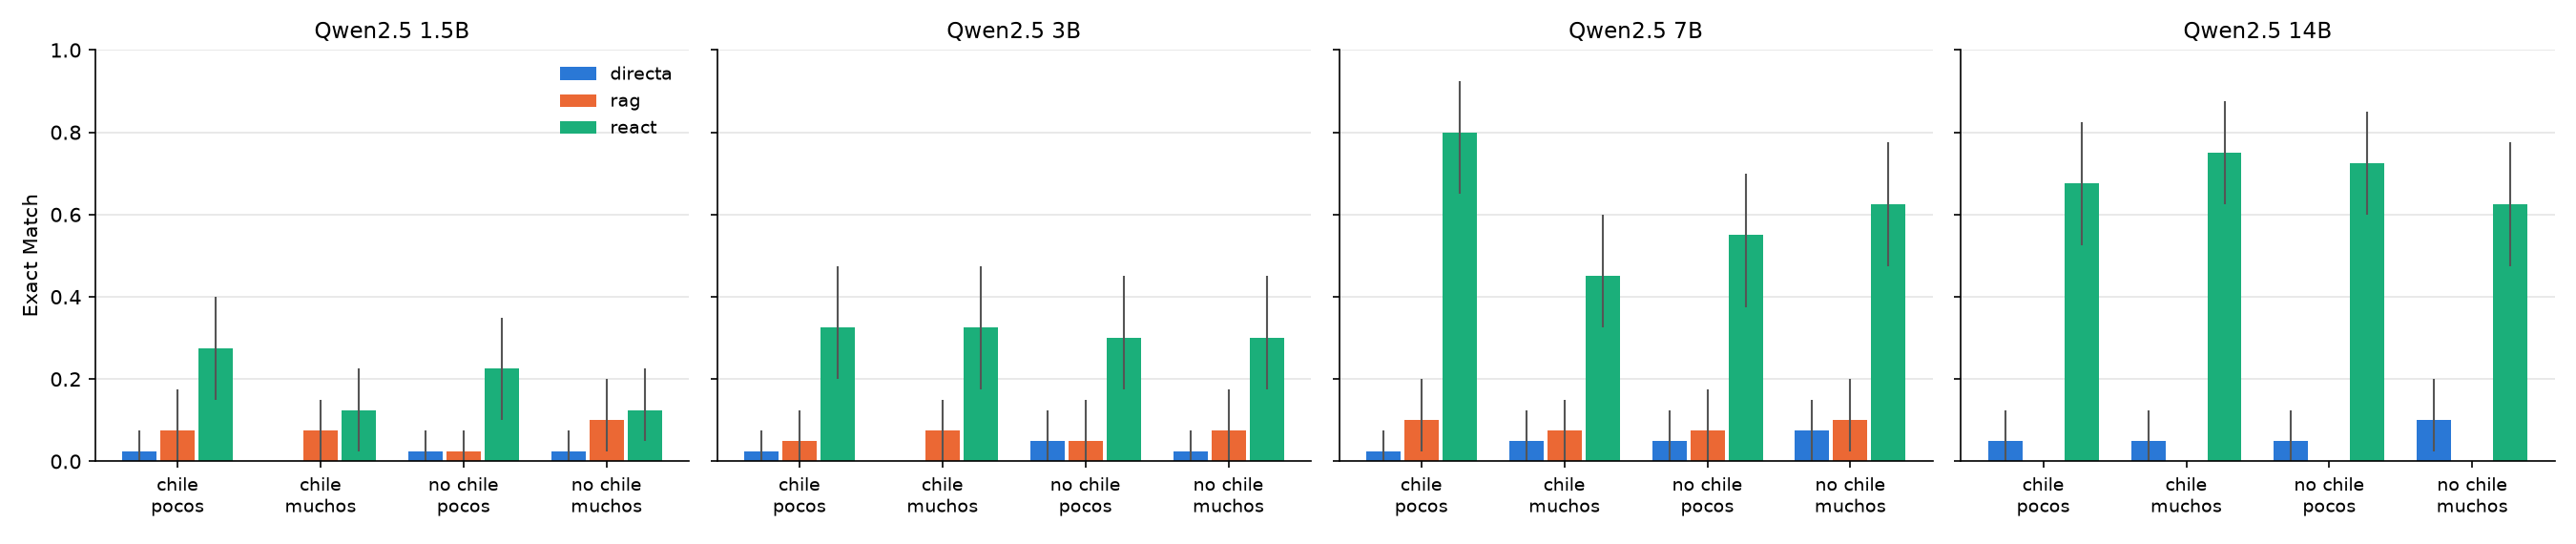 Qwen2.5 1.5B
Qwen2.5 3B
Qwen2.5 7B
Qwen2.5 14B
Exact Match
1.0
0.8
0.6
0.4
0.2
0.0
directa
rag
react
chile
pocos
chile
muchos
no chile
pocos
no chile
muchos
chile
pocos
chile
muchos
no chile
pocos
no chile
muchos
chile
pocos
chile
muchos
no chile
pocos
no chile
muchos
chile
pocos
chile
muchos
no chile
pocos
no chile
muchos